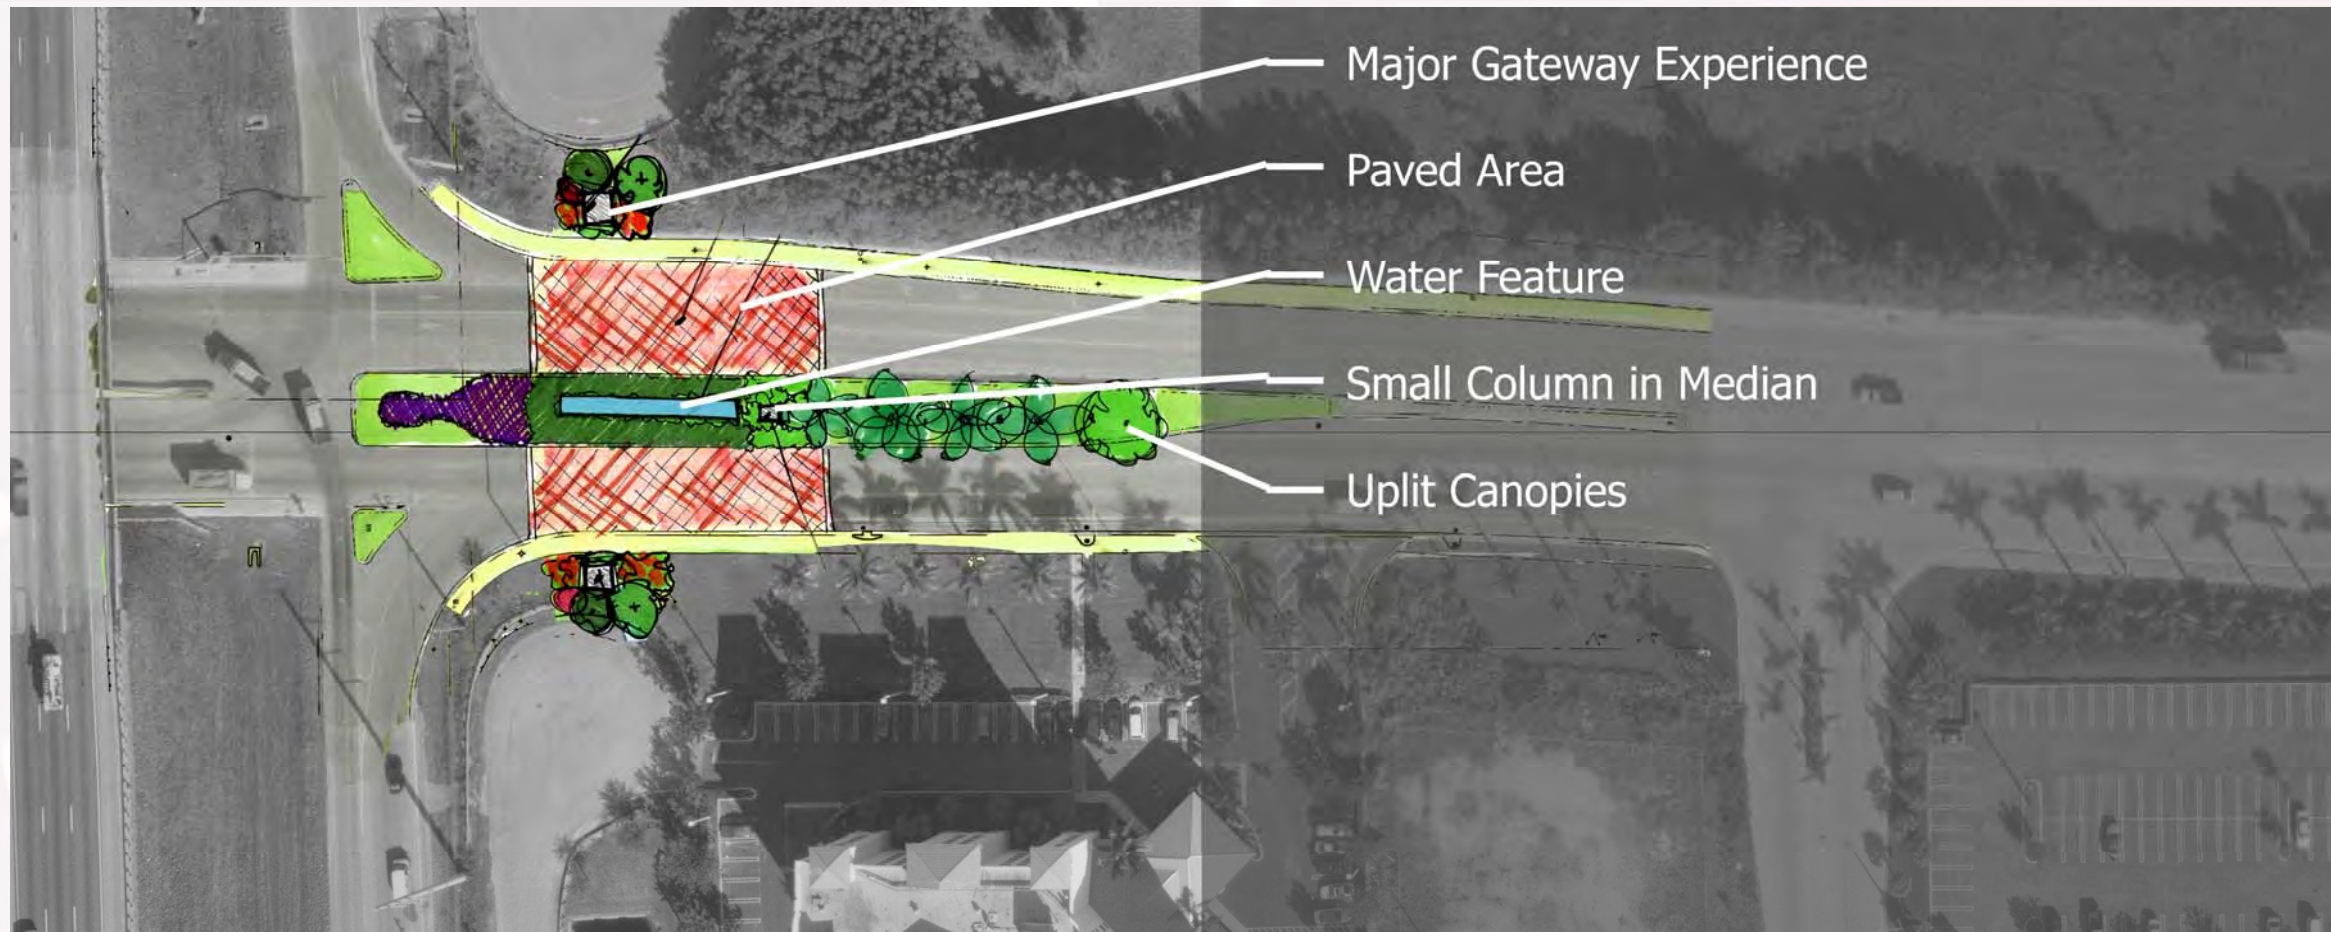 Major Gateway Experience
Paved Area
Water Feature
Small Column in Median
Uplit Canopies